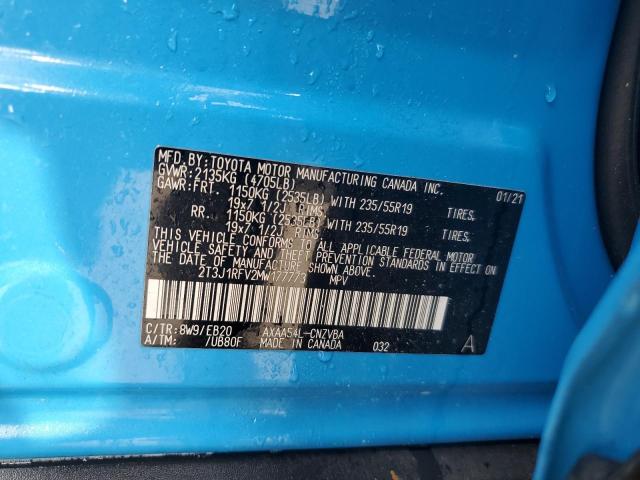 MFD. BY: TOYOTA MOTOR MANUFACTURING CANADA INC.
GVWR: 2135KG (4705LB) 01/21
GAWR: FRT. 1150KG (2535LB) WITH 235/55R19 TIRES,
19x7 1/2J RIMS
RR. 1150KG (2535LB) WITH 235/55R19 TIRES,
19x7 1/2J RIMS
THIS VEHICLE CONFORMS TO ALL APPLICABLE FEDERAL MOTOR
VEHICLE SAFETY AND THEFT PREVENTION STANDARDS IN EFFECT ON
THE DATE OF MANUFACTURE SHOWN ABOVE.
MPV
C/TR: 8W9/EB20 AXAA54L-CNZVBA
A/TM: /UB80F MADE IN CANADA 032 A